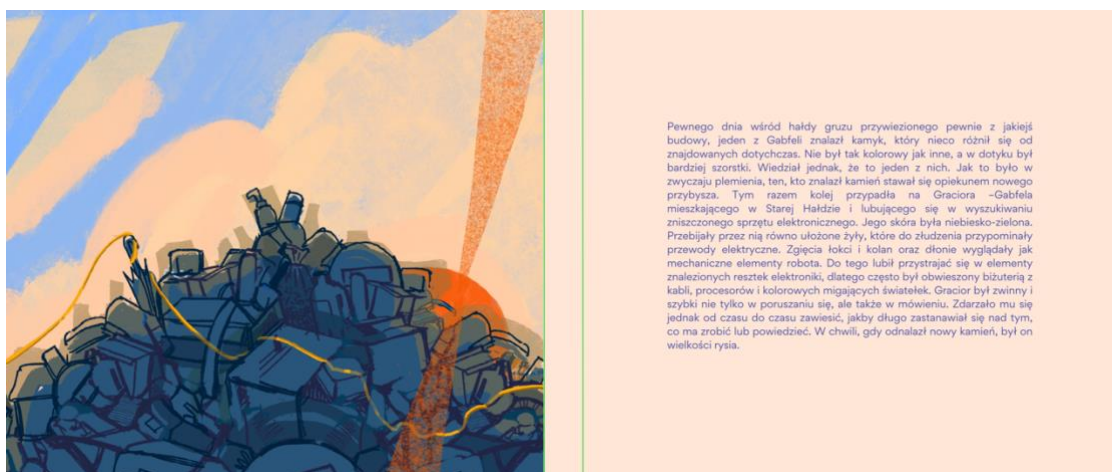 Pewnego dnia wśród hałdy gruzu przywiezionego pewnie z jakiejś
budowy, jeden z Gabfeli znalazł kamyk, który nieco różnił się od
znajdowanych dotychczas. Nie był tak kolorowy jak inne, a w dotyku był
bardziej szorstki. Wiedział jednak, że to jeden z nich. Jak to było w
zwyczaju plemienia, ten, kto znalazł kamień stawał się opiekunem nowego
przybysza. Tym razem kolej przypadła na Graciora –Gabfela
mieszkającego w Starej Hałdzie i lubującego się w wyszukiwaniu
zniszczonego sprzętu elektronicznego. Jego skóra była niebiesko-zielona.
Przebijały przez nią równo ułożone żyły, które do złudzenia przypominały
przewody elektryczne. Zgięcia łokci i kolan oraz dłonie wyglądały jak
mechaniczne elementy robota. Do tego lubił przystrajać się w elementy
znalezionych resztek elektroniki, dlatego często był obwieszony biżuterią z
kabli, procesorów i kolorowych migających światełek. Gracior był zwinny i
szybki nie tylko w poruszaniu się, ale także w mówieniu. Zdarzało mu się
jednak od czasu do czasu zawiesić, jakby długo zastanawiał się nad tym,
co ma zrobić lub powiedzieć. W chwili, gdy odnalazł nowy kamień, był on
wielkości rysia.